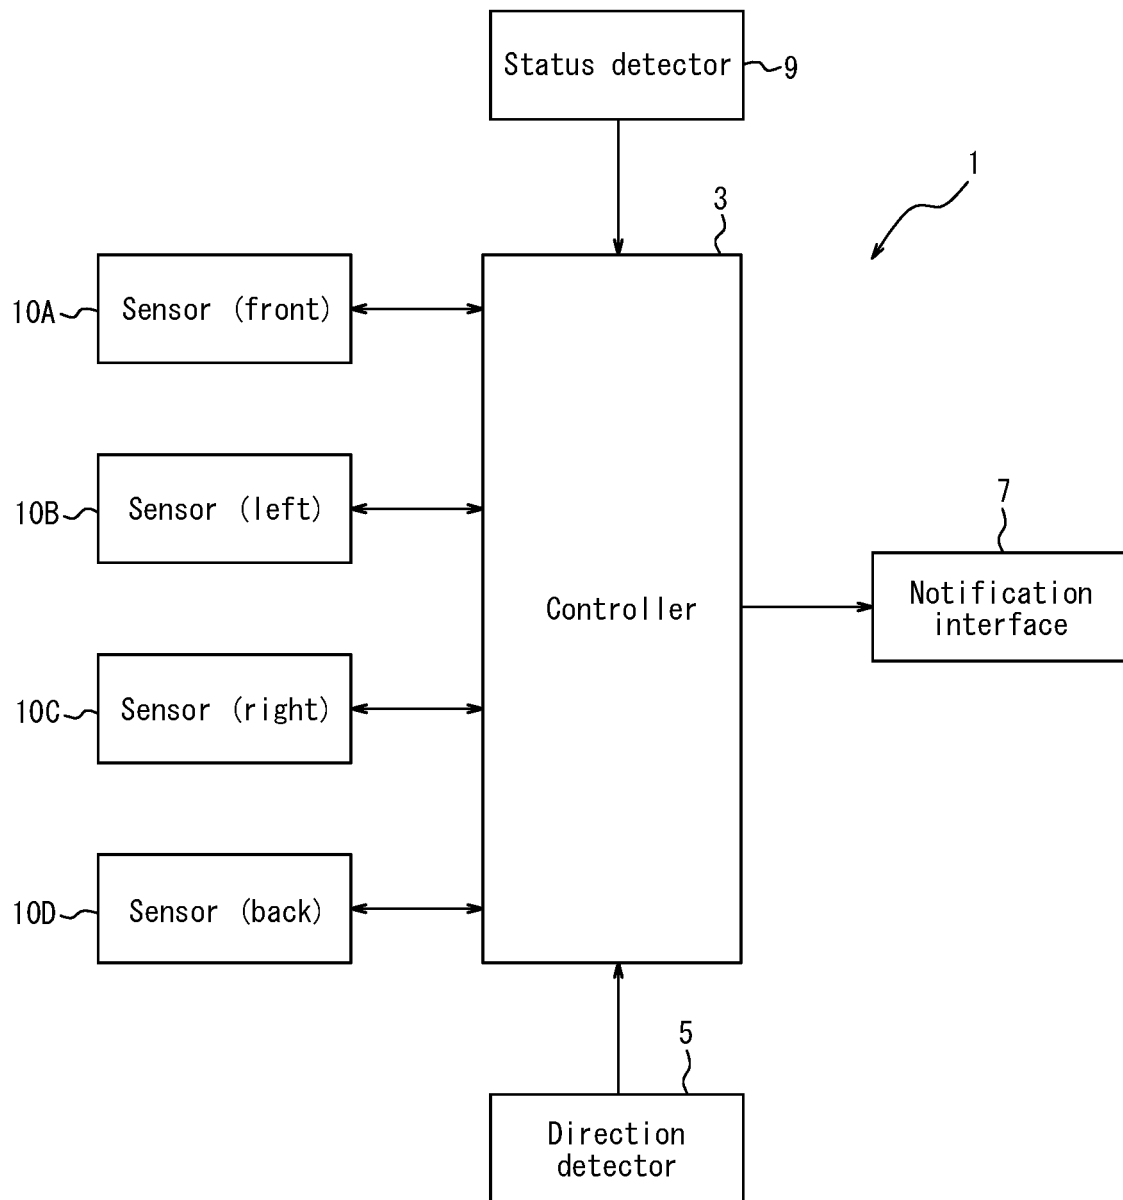 Status detector
9
1
3
10A
Sensor (front)
10B
Sensor (left)
7
Controller
Notification
interface
10C
Sensor (right)
10D
Sensor (back)
5
Direction
detector